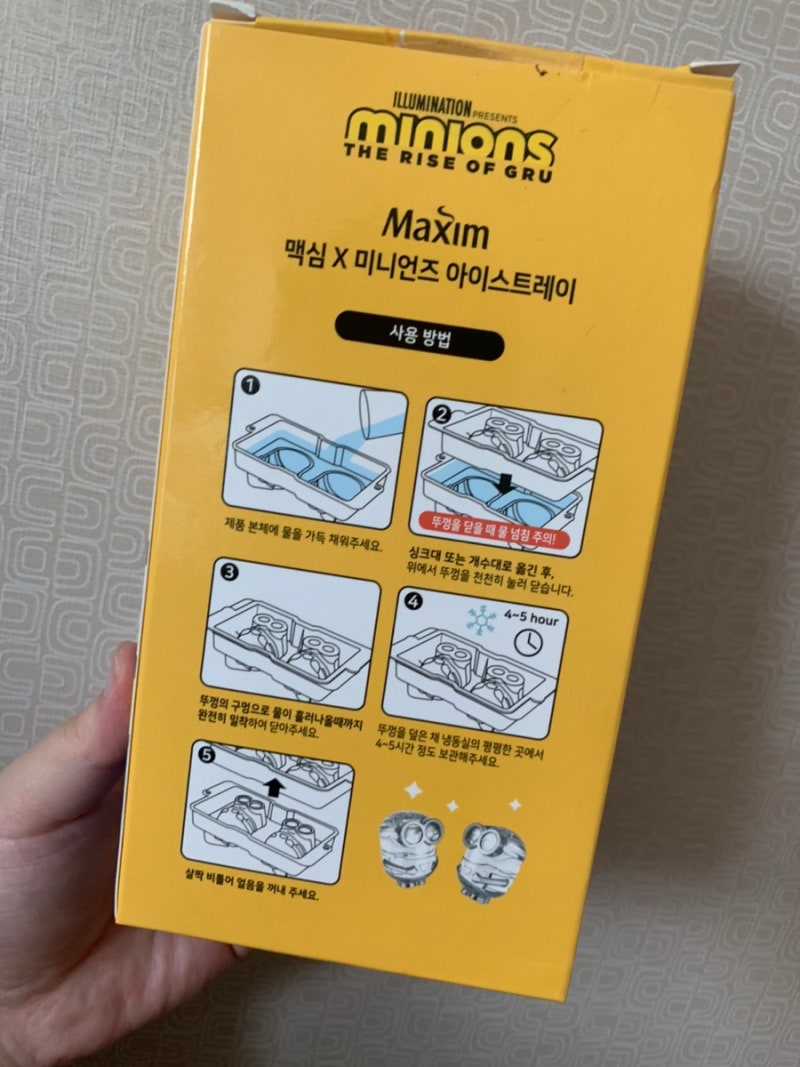 ILLUMINATION PRESENTS
minions
THE RISE OF GRU
Maxim
맥심 X 미니언즈 아이스트레이
사용 방법
1
제품 본체에 물을 가득 채워주세요.
2
뚜껑을 닫을 때 물 넘침 주의!
싱크대 또는 개수대로 옮긴 후,
위에서 뚜껑을 천천히 눌러 닫습니다.
3
뚜껑의 구멍으로 물이 흘러나올때까지
완전히 밀착하여 닫아주세요.
4
4~5 hour
뚜껑을 덮은 채 냉동실의 평평한 곳에서
4~5시간 정도 보관해주세요.
5
살짝 비틀어 얼음을 꺼내 주세요.